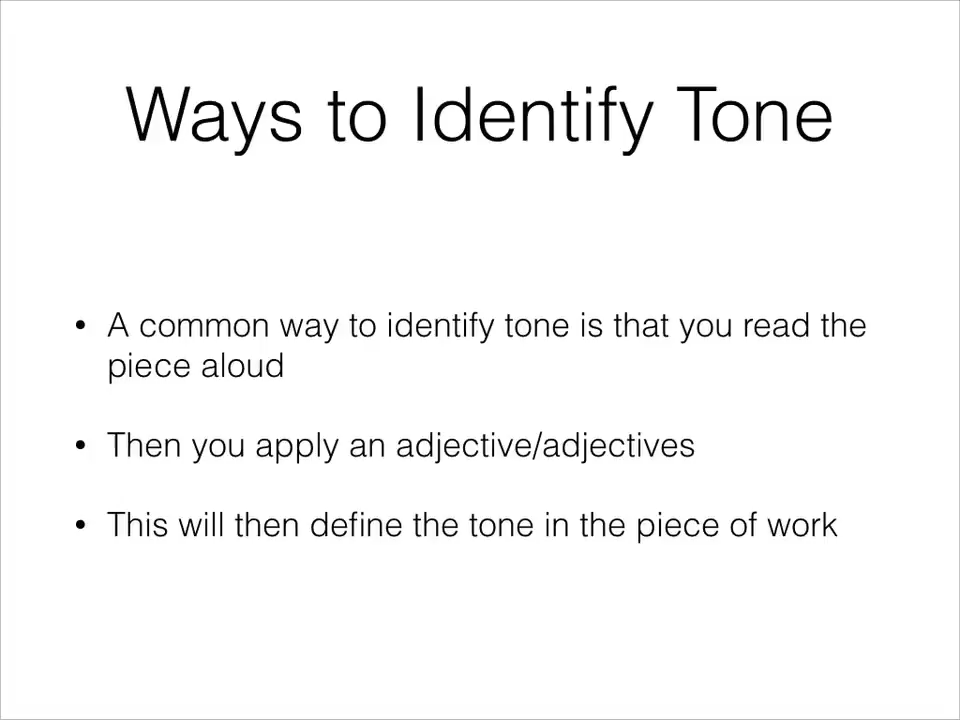 Ways to Identify Tone
• A common way to identify tone is that you read the
piece aloud
• Then you apply an adjective/adjectives
• This will then define the tone in the piece of work